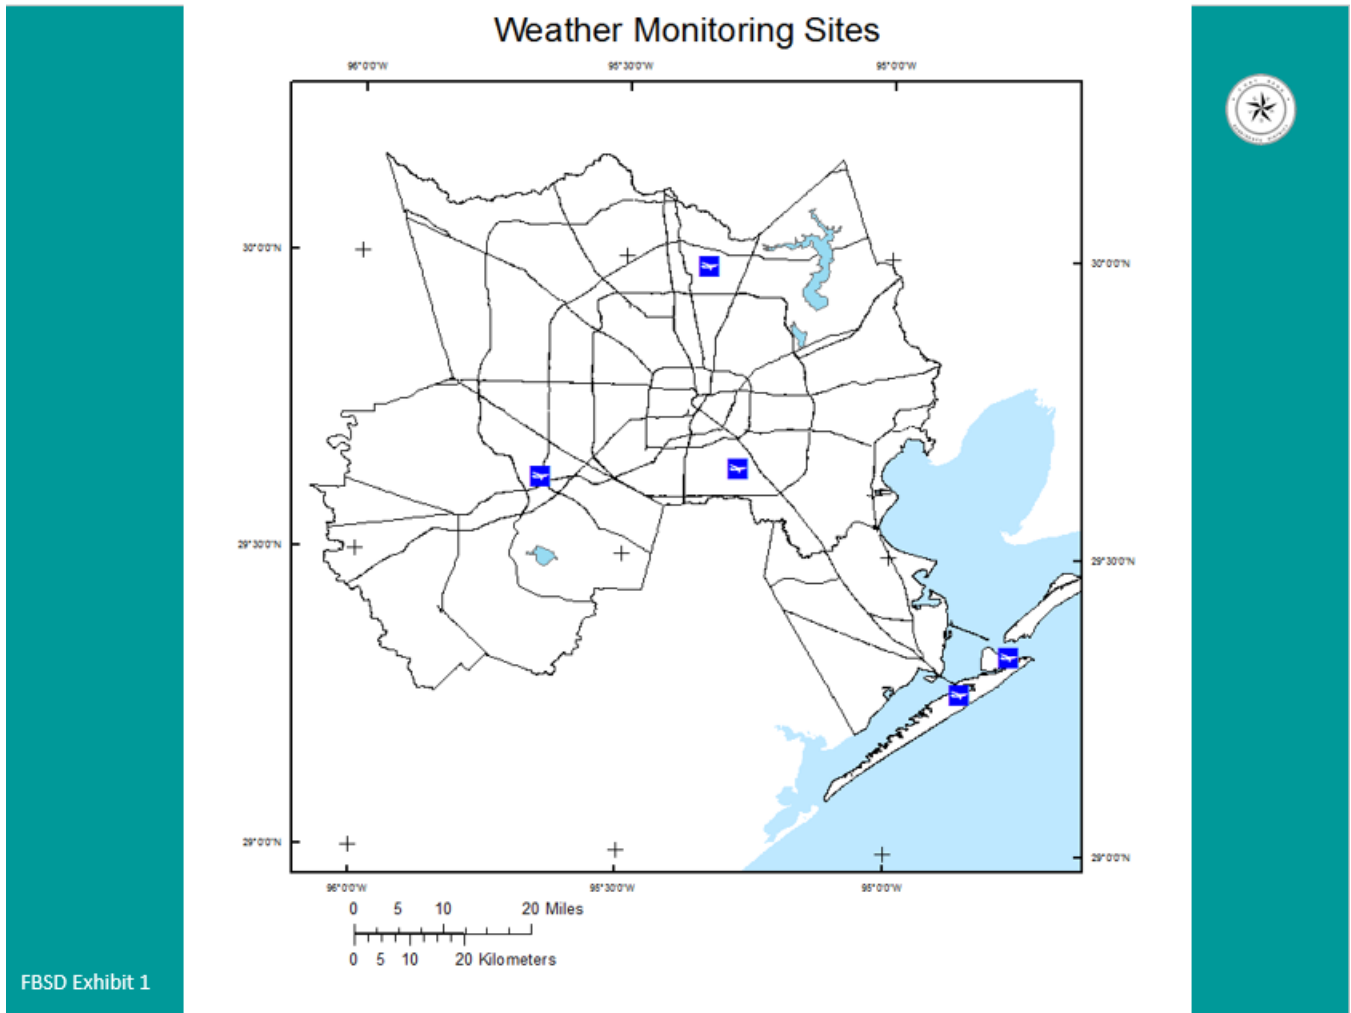 Weather Monitoring Sites
96°0'0"W 95°30'0"W 95°0'0"W
30°0'0"N 30°0'0"N
29°30'0"N 29°30'0"N
29°0'0"N 29°0'0"N
96°0'0"W 95°30'0"W 95°0'0"W
0 5 10 20 Miles
0 5 10 20 Kilometers
FBSD Exhibit 1